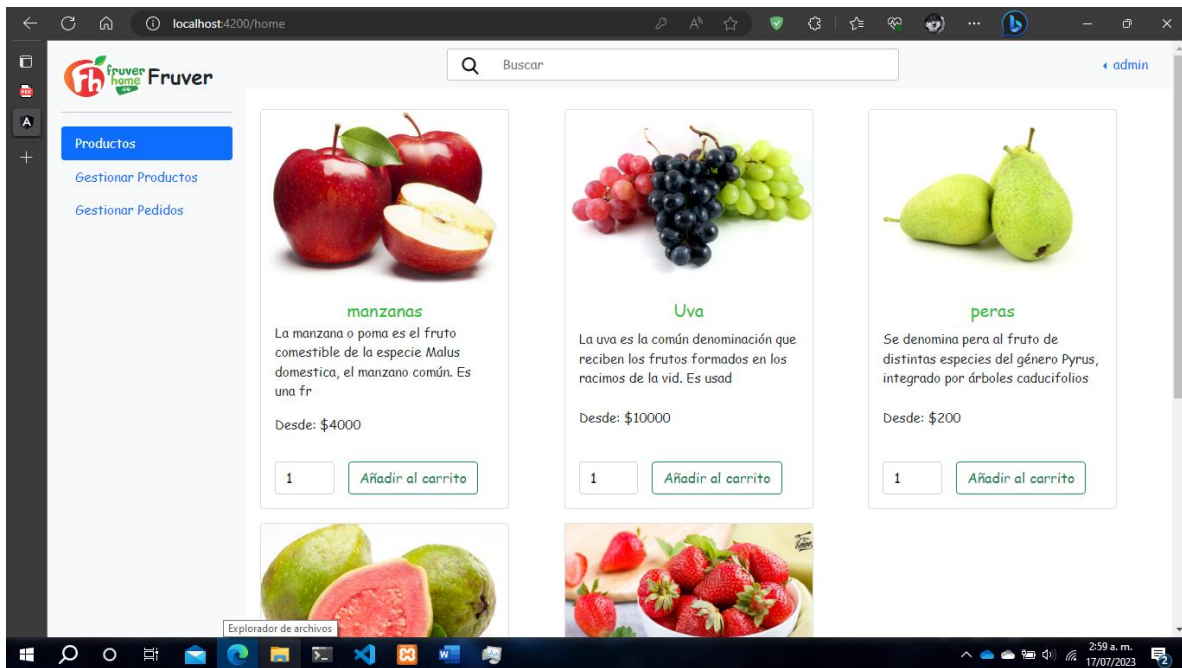 localhost:4200/home
fruver
home
Fruver
Buscar
admin
Productos
Gestionar Productos
Gestionar Pedidos
manzanas
La manzana o poma es el fruto
comestible de la especie Malus
domestica, el manzano común. Es
una fr
Desde: $4000
1
Añadir al carrito
Uva
La uva es la común denominación que
reciben los frutos formados en los
racimos de la vid. Es usad
Desde: $10000
1
Añadir al carrito
peras
Se denomina pera al fruto de
distintas especies del género Pyrus,
integrado por árboles caducifolios
Desde: $200
1
Añadir al carrito
Explorador de archivos
2:59 a. m.
17/07/2023
2